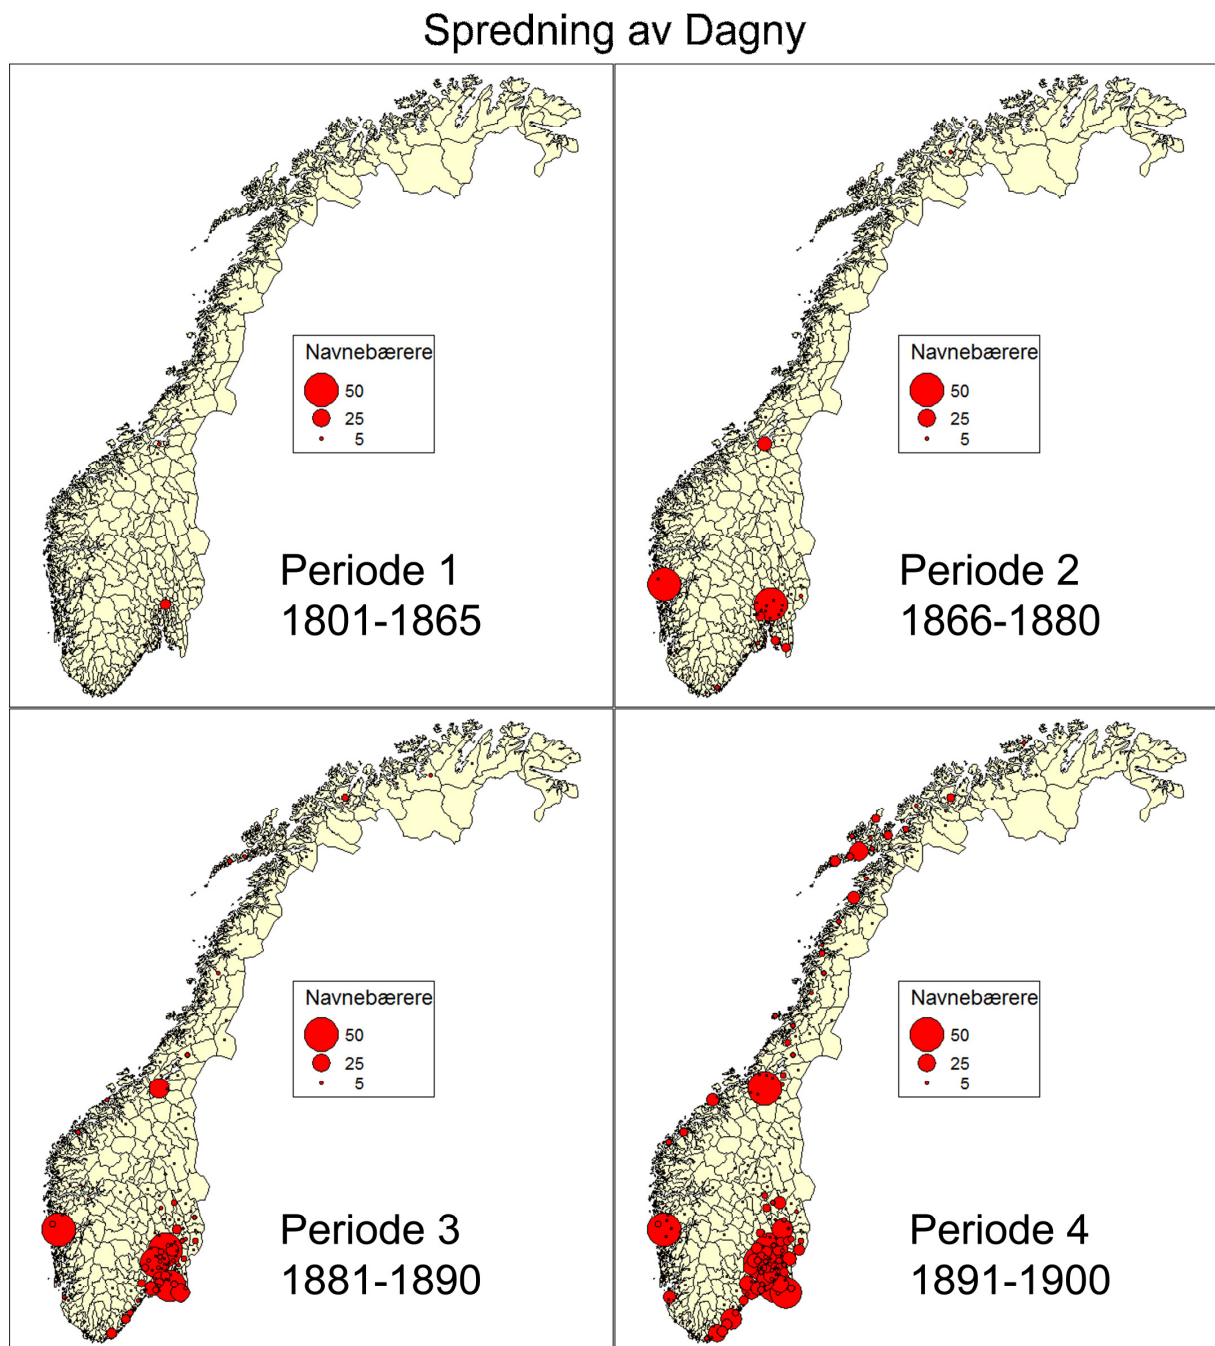 Spredning av Dagny
Navnebærere
50
25
5
Periode 1
1801-1865
Navnebærere
50
25
5
Periode 2
1866-1880
Navnebærere
50
25
5
Periode 3
1881-1890
Navnebærere
50
25
5
Periode 4
1891-1900